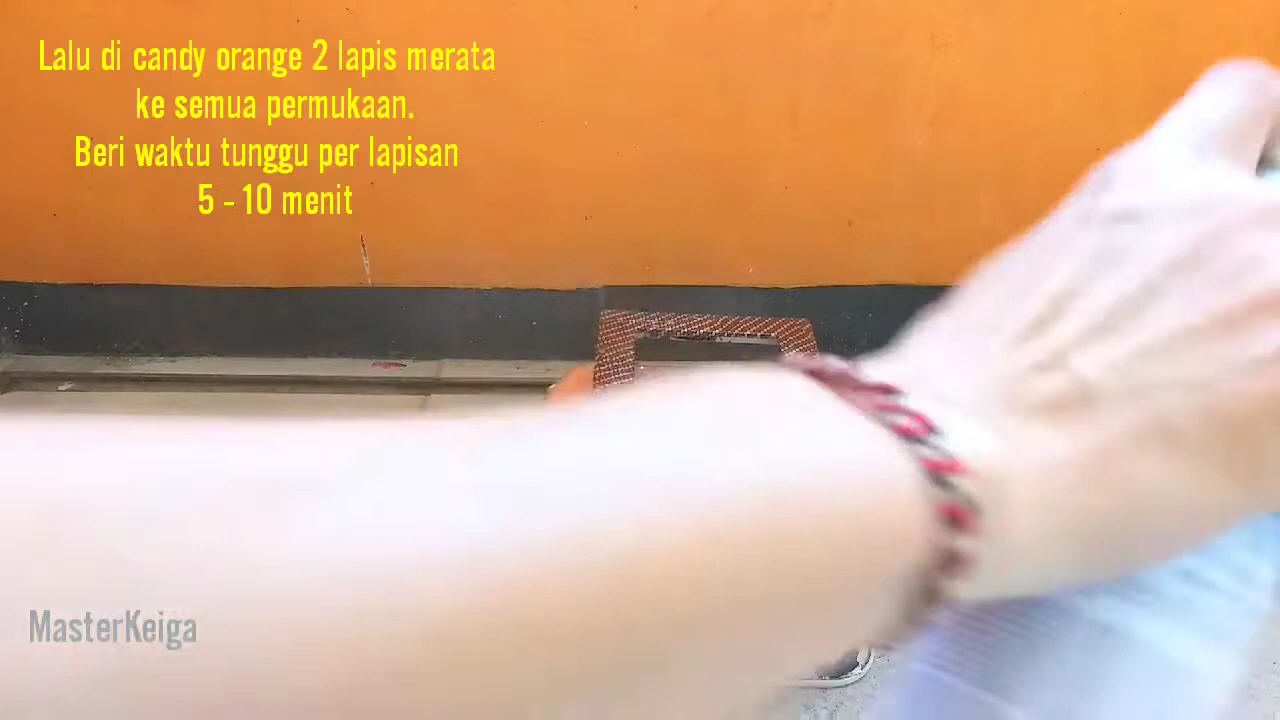 Lalu di candy orange 2 lapis merata
ke semua permukaan.
Beri waktu tunggu per lapisan
5 - 10 menit
MasterKeiga